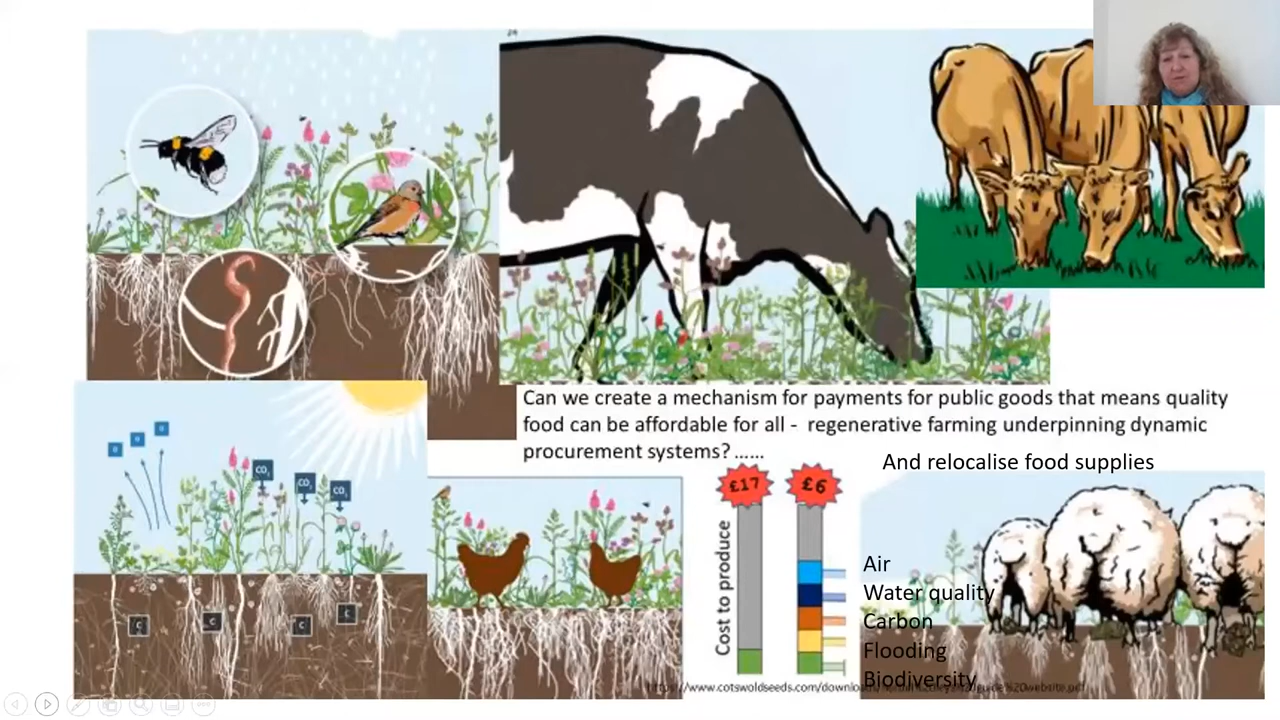 Can we create a mechanism for payments for public goods that means quality
food can be affordable for all - regenerative farming underpinning dynamic
procurement systems? ......
And relocalise food supplies
CO₂
CO₂
CO₂
C
C
C
C
£17
£6
Cost to produce
Air
Water quality
Carbon
Flooding
Biodiversity